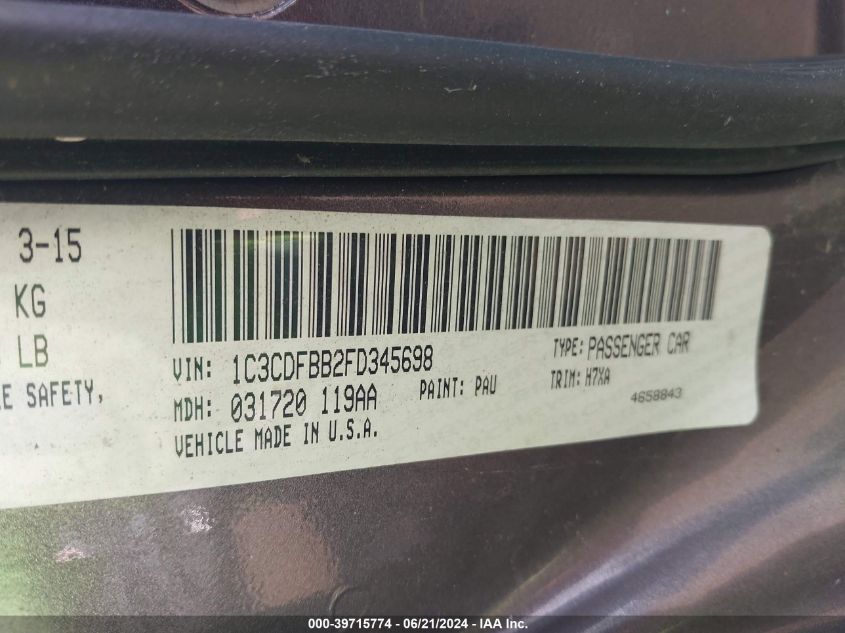 3-15
KG
LB
E SAFETY,
VIN: 1C3CDFBB2FD345698
TYPE: PASSENGER CAR
MDH: 031720 119AA
PAINT: PAU
TRIM: H7XA
4658843
VEHICLE MADE IN U.S.A.
000-39715774 / 06/21/2024 - IAA Inc.